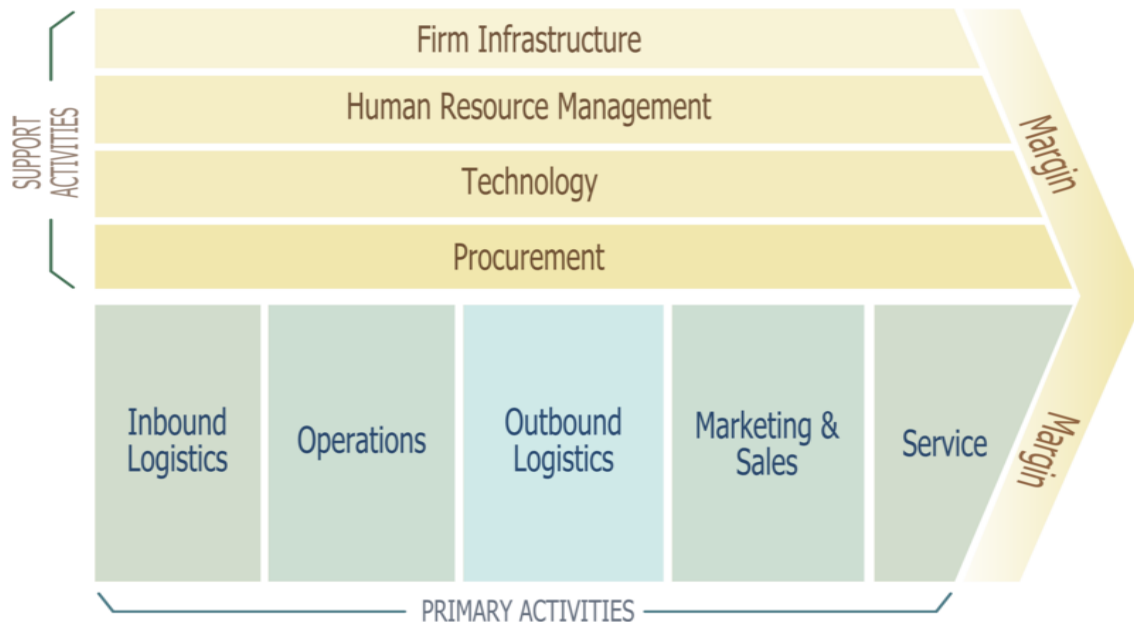 SUPPORT
ACTIVITIES
Firm Infrastructure
Human Resource Management
Technology
Procurement
Margin
Inbound
Logistics
Operations
Outbound
Logistics
Marketing &
Sales
Service
Margin
PRIMARY ACTIVITIES